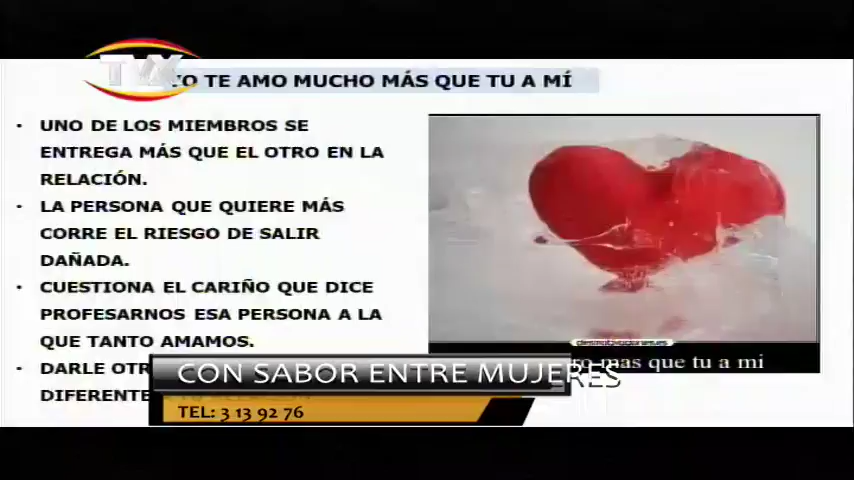 TVX
YO TE AMO MUCHO MÁS QUE TU A MÍ
• UNO DE LOS MIEMBROS SE
ENTREGA MÁS QUE EL OTRO EN LA
RELACIÓN.
• LA PERSONA QUE QUIERE MÁS
CORRE EL RIESGO DE SALIR
DAÑADA.
• CUESTIONA EL CARIÑO QUE DICE
PROFESARNOS ESA PERSONA A LA
QUE TANTO AMAMOS.
• DARLE OTR
DIFERENTE
mas que tu a mi
CON SABOR ENTRE MUJERES
TEL: 3 13 92 76